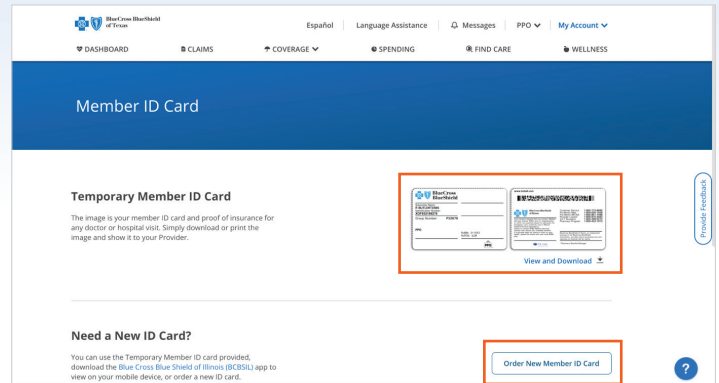 BlueCross BlueShield
of Texas
Español
Language Assistance
Messages
PPO
My Account
DASHBOARD
CLAIMS
COVERAGE
SPENDING
FIND CARE
WELLNESS
Member ID Card
Temporary Member ID Card
The image is your member ID card and proof of insurance for
any doctor or hospital visit. Simply download or print the
image and show it to your Provider.
BlueCross
BlueShield
Group Number
PPO
View and Download
Provide Feedback
Need a New ID Card?
You can use the Temporary Member ID card provided,
download the Blue Cross Blue Shield of Illinois (BCBSIL) app to
view on your mobile device, or order a new ID card.
Order New Member ID Card
?